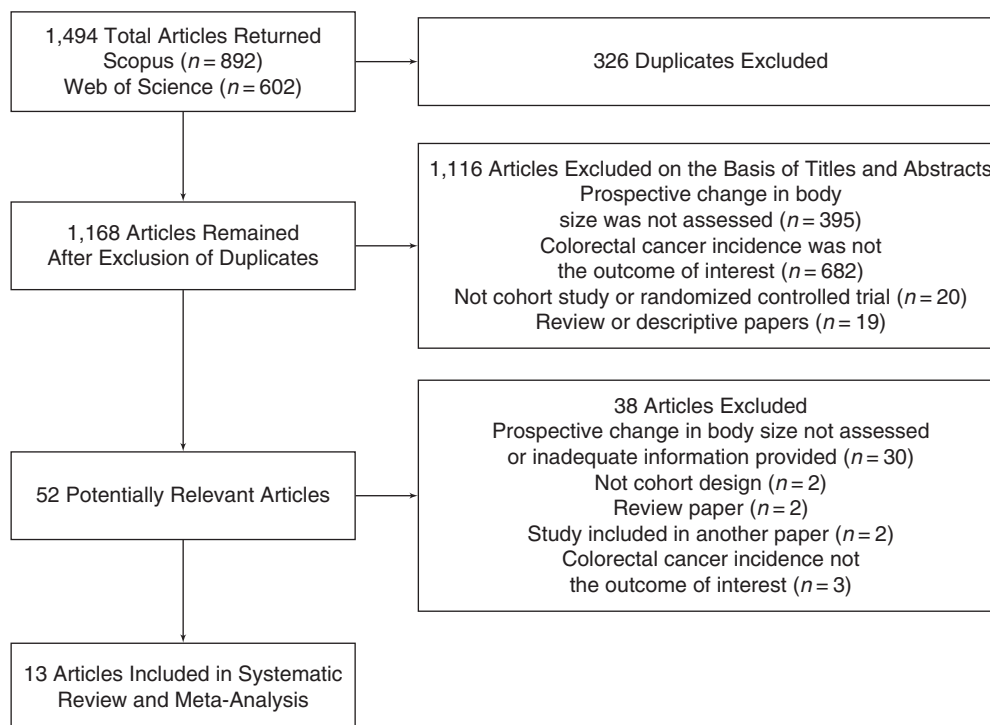 1,494 Total Articles Returned
Scopus (n = 892)
Web of Science (n = 602)
326 Duplicates Excluded
1,168 Articles Remained
After Exclusion of Duplicates
1,116 Articles Excluded on the Basis of Titles and Abstracts
Prospective change in body
size was not assessed (n = 395)
Colorectal cancer incidence was not
the outcome of interest (n = 682)
Not cohort study or randomized controlled trial (n = 20)
Review or descriptive papers (n = 19)
52 Potentially Relevant Articles
38 Articles Excluded
Prospective change in body size not assessed
or inadequate information provided (n = 30)
Not cohort design (n = 2)
Review paper (n = 2)
Study included in another paper (n = 2)
Colorectal cancer incidence not
the outcome of interest (n = 3)
13 Articles Included in Systematic
Review and Meta-Analysis